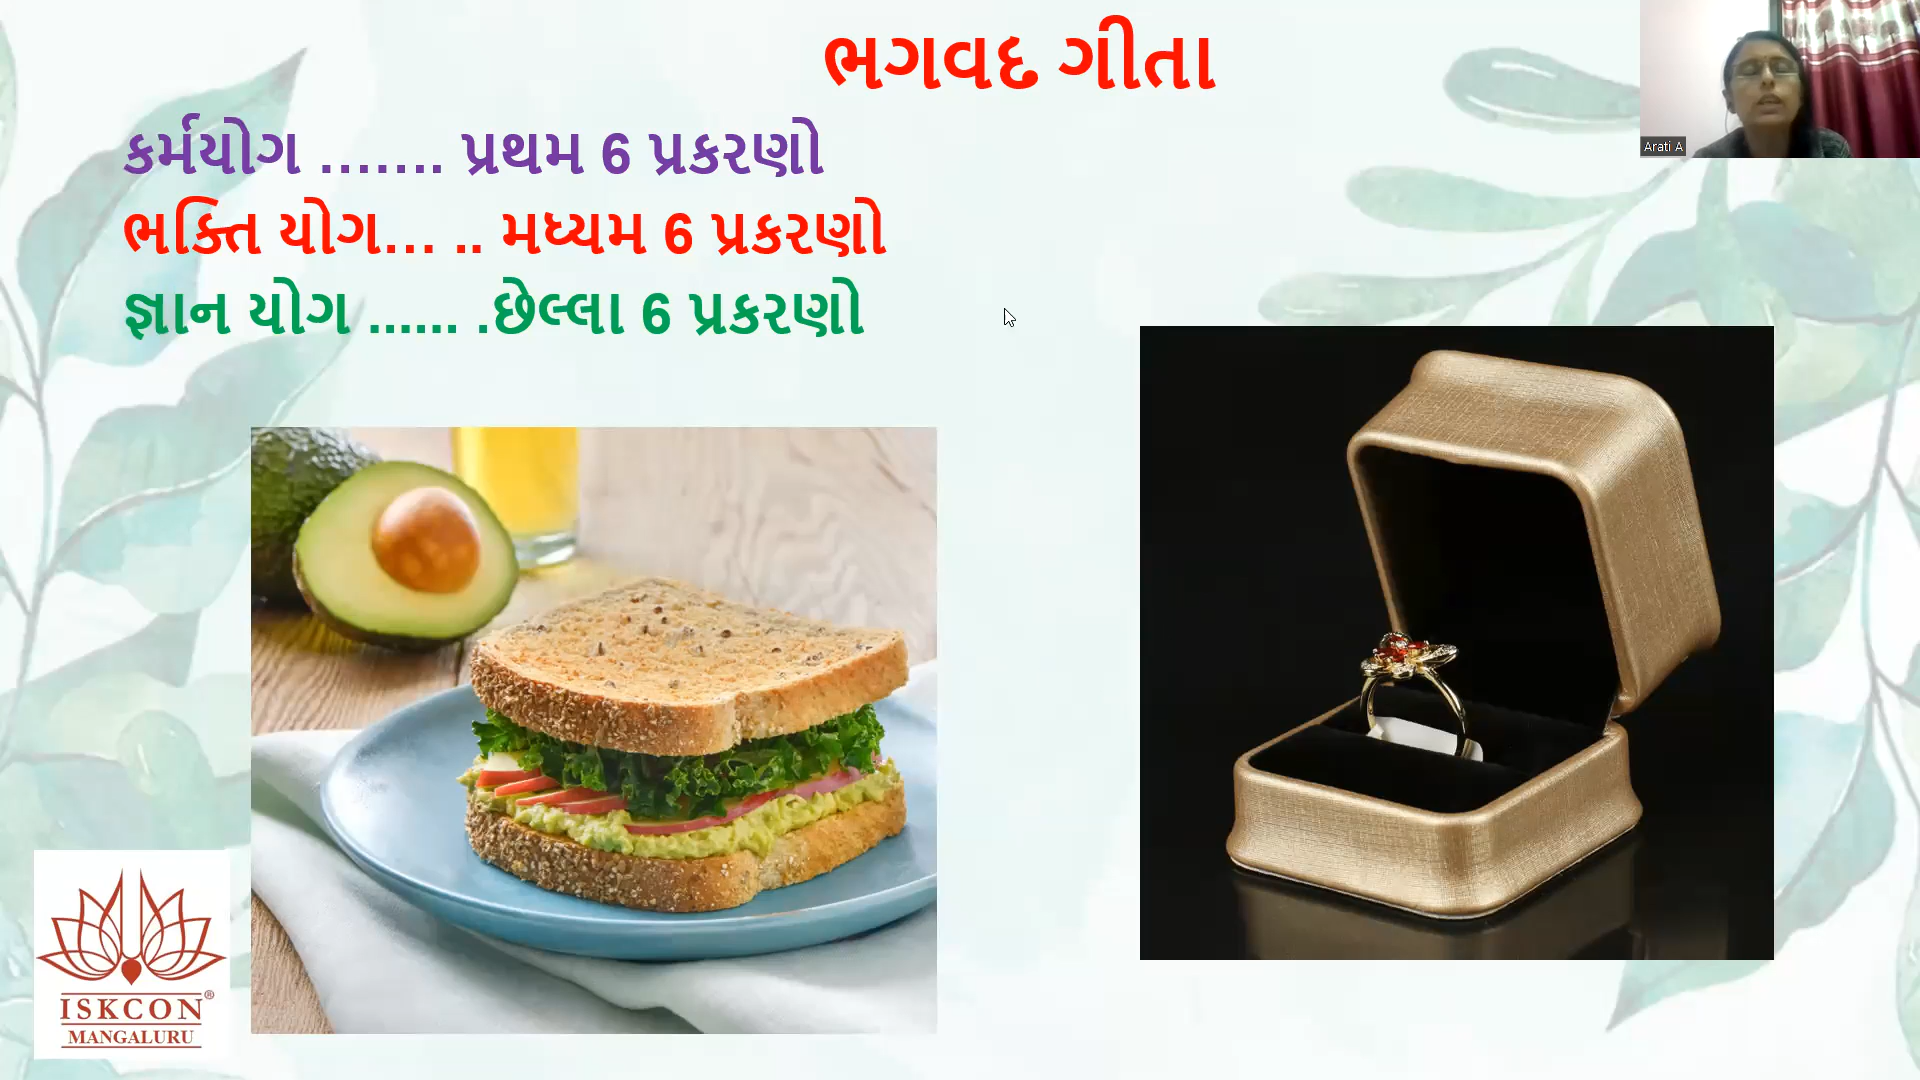 ભગવદ ગીતા
Arati A
કર્મયોગ ....... પ્રથમ 6 પ્રકરણો
ભક્તિ યોગ... .. મધ્યમ 6 પ્રકરણો
જ્ઞાન યોગ ...... .છેલ્લા 6 પ્રકરણો
ISKCON®
MANGALURU